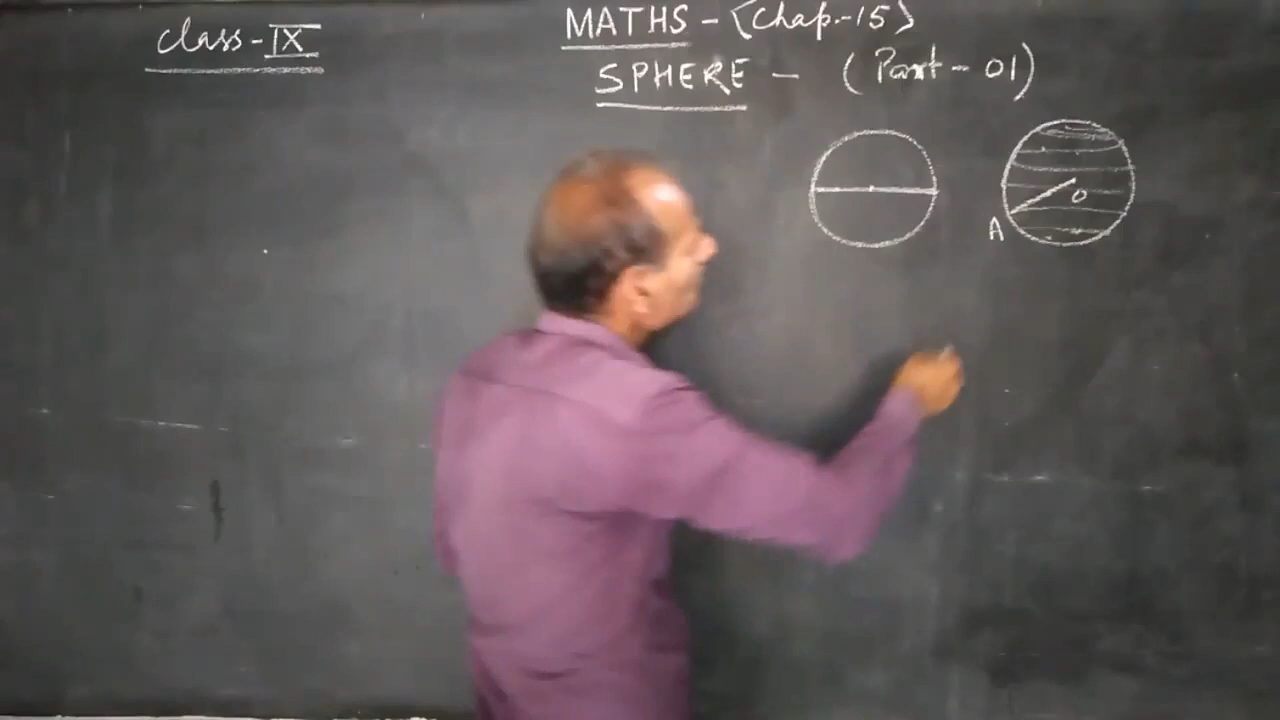 class-IX
MATHS - {Chap.-15}
SPHERE - (Part - 01)
O
A